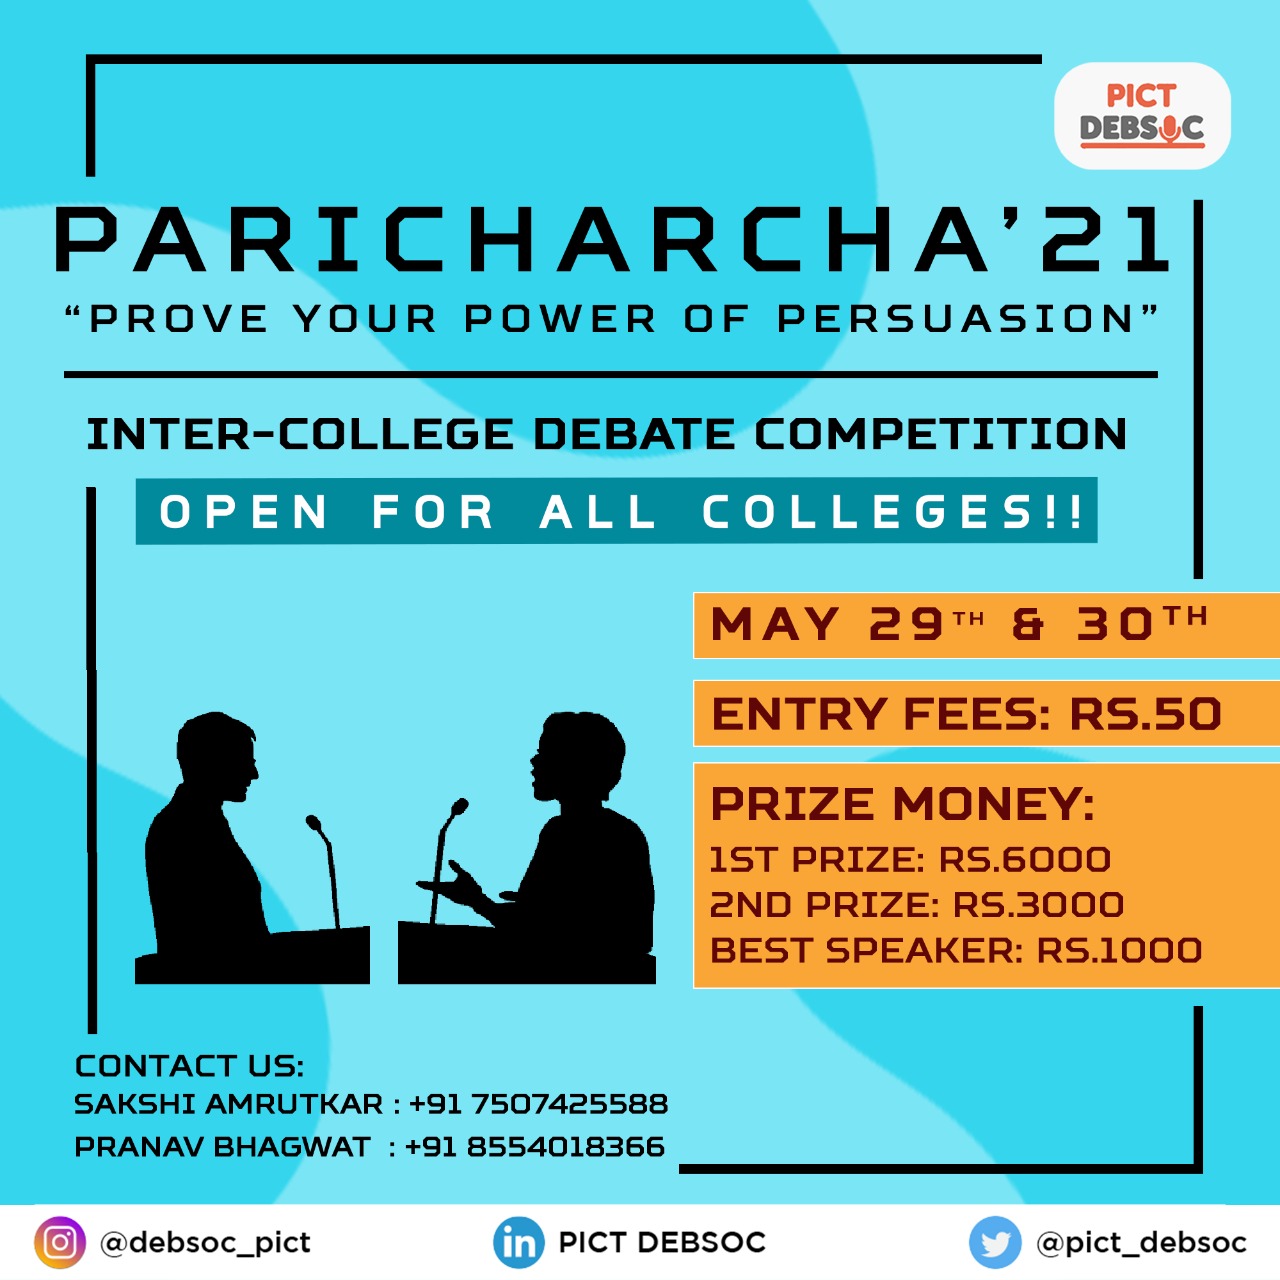 PICT
DEBSOC
PARICHARCHA'21
“PROVE YOUR POWER OF PERSUASION”
INTER-COLLEGE DEBATE COMPETITION
OPEN FOR ALL COLLEGES!!
MAY 29TH & 30TH
ENTRY FEES: RS.50
PRIZE MONEY:
1ST PRIZE: RS.6000
2ND PRIZE: RS.3000
BEST SPEAKER: RS.1000
CONTACT US:
SAKSHI AMRUTKAR : +91 7507425588
PRANAV BHAGWAT : +91 8554018366
@debsoc_pict
in PICT DEBSOC
@pict_debsoc